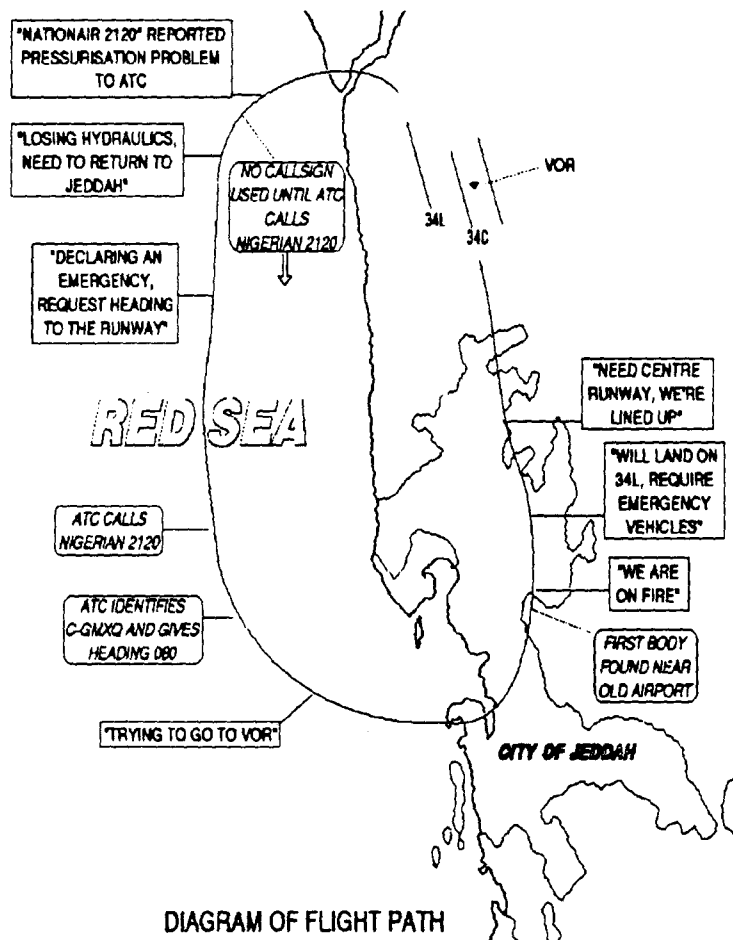 "NATIONAIR 2120" REPORTED
PRESSURISATION PROBLEM
TO ATC
"LOSING HYDRAULICS,
NEED TO RETURN TO
JEDDAH"
NO CALLSIGN
USED UNTIL ATC
CALLS
NIGERIAN 2120
VOR
34L
34C
"DECLARING AN
EMERGENCY,
REQUEST HEADING
TO THE RUNWAY"
RED SEA
"NEED CENTRE
RUNWAY, WE'RE
LINED UP"
"WILL LAND ON
34L, REQUIRE
EMERGENCY
VEHICLES"
ATC CALLS
NIGERIAN 2120
"WE ARE
ON FIRE"
ATC IDENTIFIES
C-GMXQ AND GIVES
HEADING 080
FIRST BODY
FOUND NEAR
OLD AIRPORT
"TRYING TO GO TO VOR"
CITY OF JEDDAH
DIAGRAM OF FLIGHT PATH